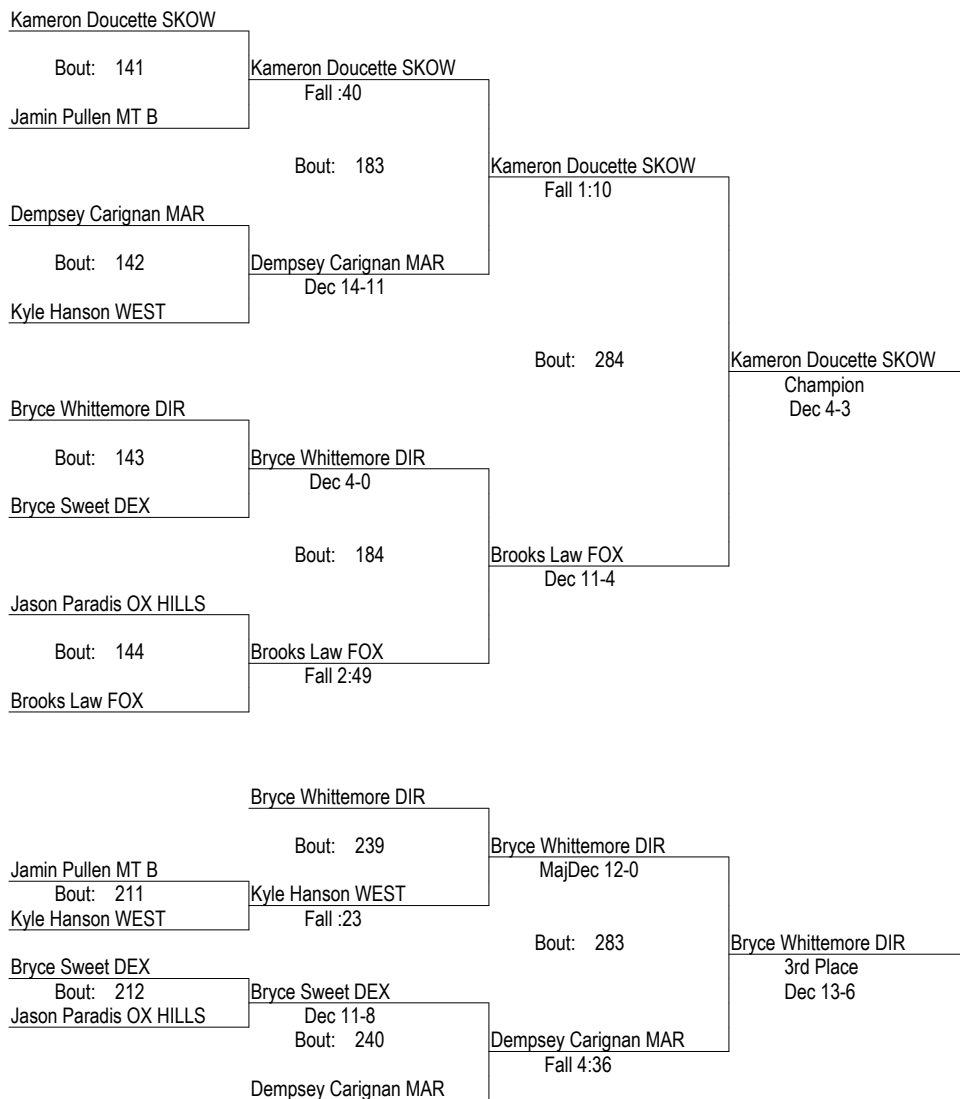 Kameron Doucette SKOW
Bout: 141
Kameron Doucette SKOW
Fall :40
Jamin Pullen MT B
Bout: 183
Kameron Doucette SKOW
Fall 1:10
Dempsey Carignan MAR
Bout: 142
Dempsey Carignan MAR
Dec 14-11
Kyle Hanson WEST
Bout: 284
Kameron Doucette SKOW
Champion
Dec 4-3
Bryce Whittemore DIR
Bout: 143
Bryce Whittemore DIR
Dec 4-0
Bryce Sweet DEX
Bout: 184
Brooks Law FOX
Dec 11-4
Jason Paradis OX HILLS
Bout: 144
Brooks Law FOX
Fall 2:49
Brooks Law FOX
Bryce Whittemore DIR
Bout: 239
Bryce Whittemore DIR
MajDec 12-0
Jamin Pullen MT B
Bout: 211
Kyle Hanson WEST
Kyle Hanson WEST
Fall :23
Bout: 283
Bryce Whittemore DIR
3rd Place
Dec 13-6
Bryce Sweet DEX
Bout: 212
Bryce Sweet DEX
Jason Paradis OX HILLS
Dec 11-8
Bout: 240
Dempsey Carignan MAR
Fall 4:36
Dempsey Carignan MAR